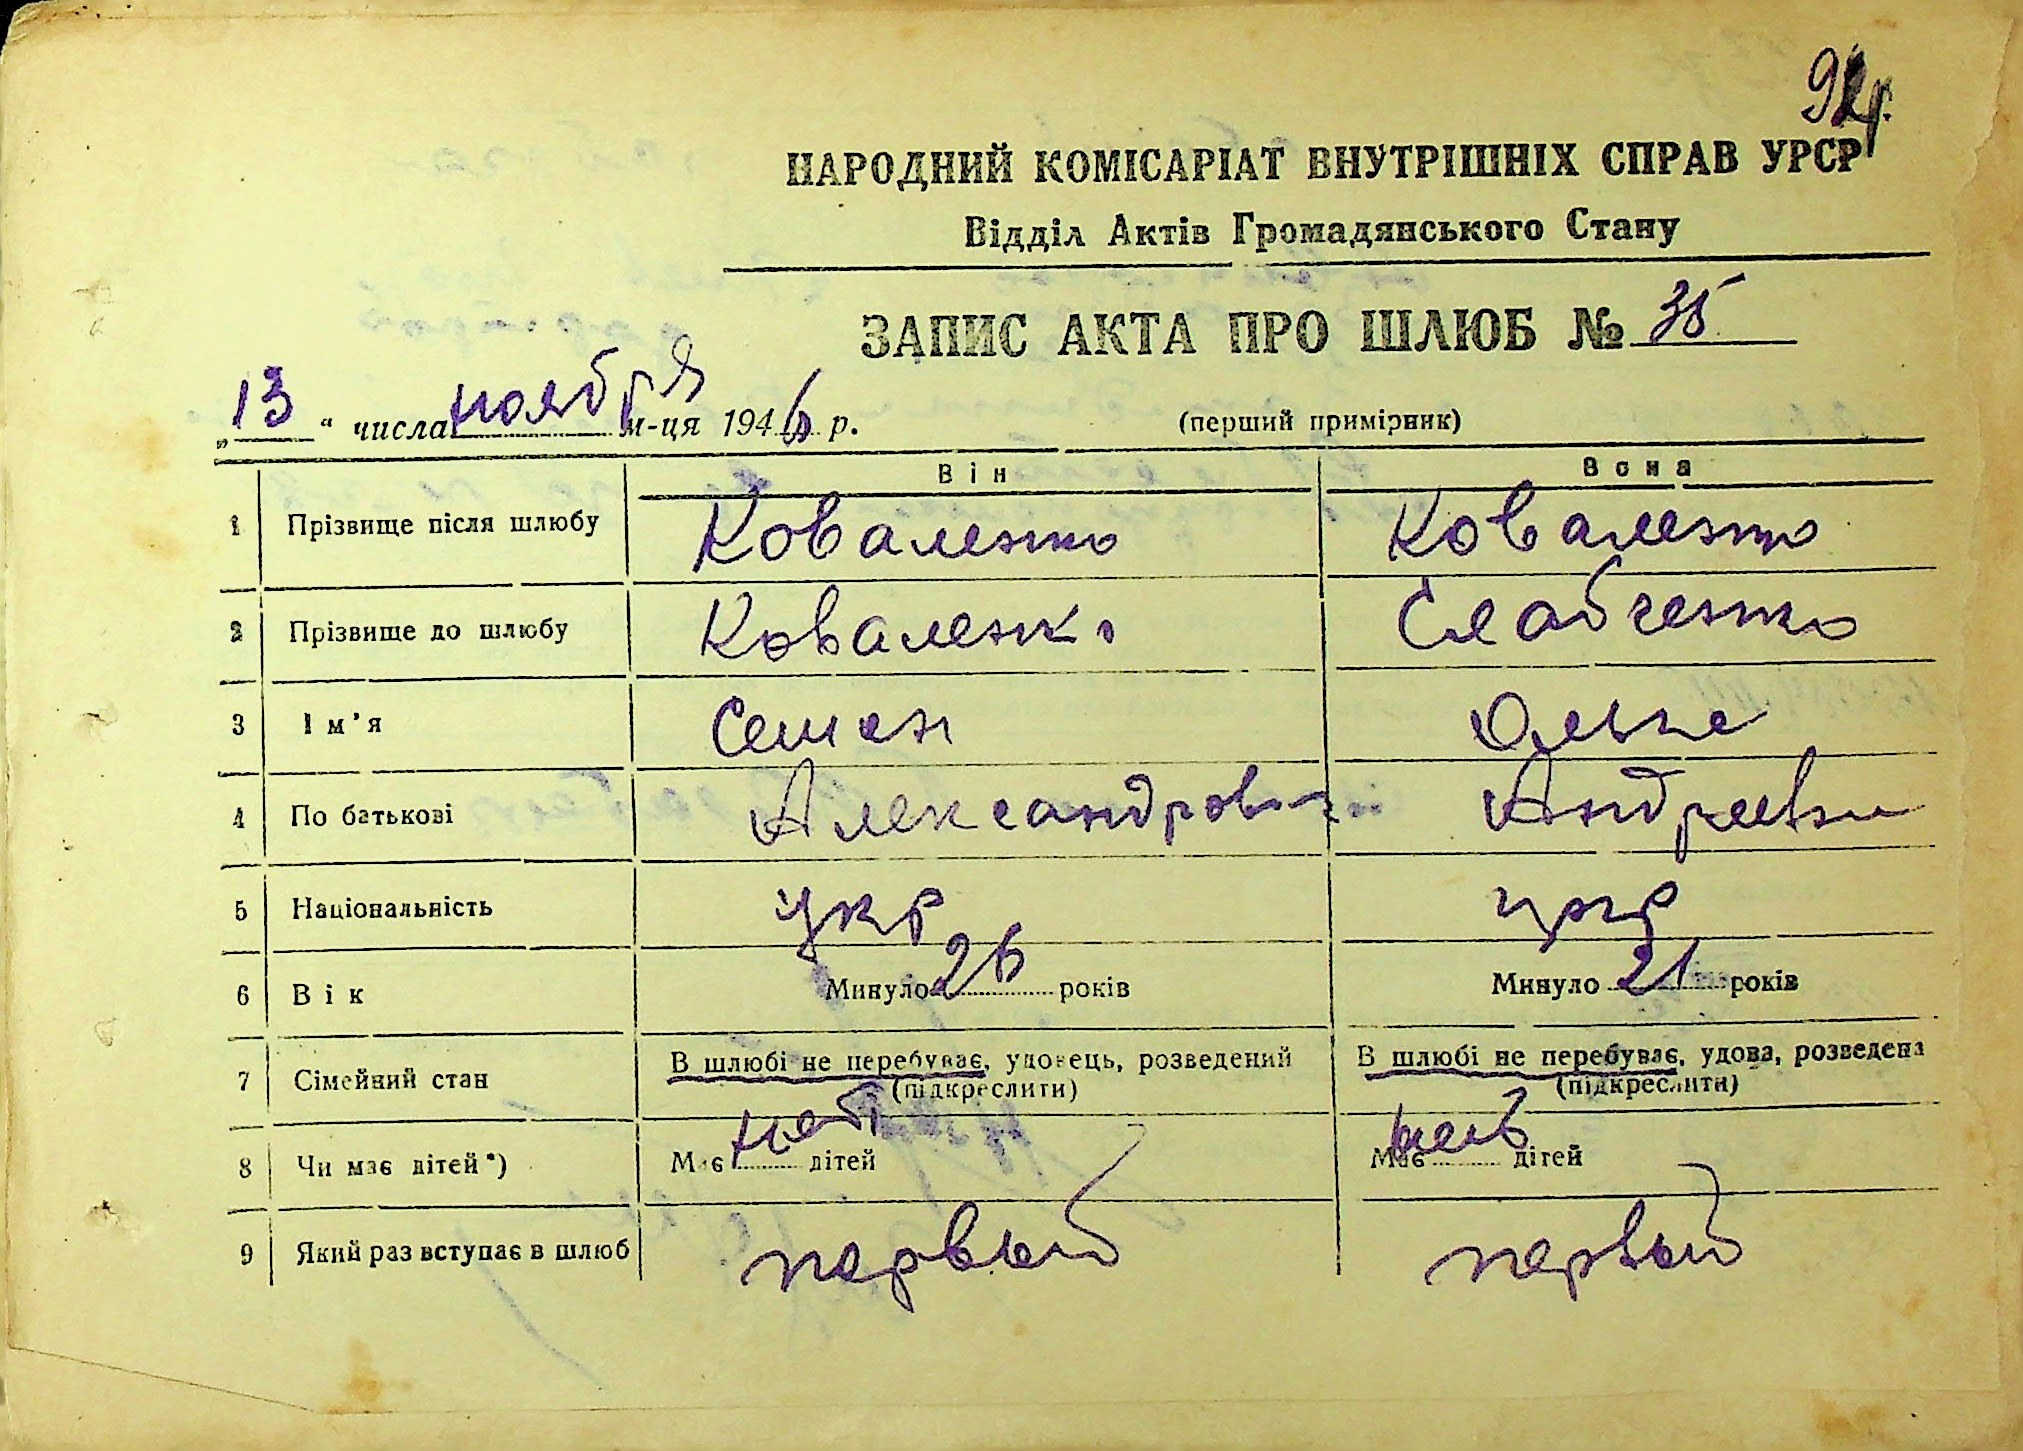 НАРОДНИЙ КОМІСАРІАТ ВНУТРІШНІХ СПРАВ УРСР
Відділ Актів Громадянського Стану
ЗАПИС АКТА ПРО ШЛЮБ № 35
„13“ числа ноября м-ця 1946 р. (перший примірник)
Він Вона
1 Прізвище після шлюбу Коваленко Коваленко
2 Прізвище до шлюбу Коваленко Слабченко
3 Ім’я Семен Ольга
4 По батькові Александрович Андреевна
5 Національність укр укр
6 Вік Минуло 26 років Минуло 21 років
7 Сімейний стан В шлюбі не перебуває, удовець, розведений В шлюбі не перебуває, удова, розведена
(підкреслити) (підкреслити)
8 Чи має дітей*) Має нет дітей Має нет дітей
9 Який раз вступає в шлюб первый первый